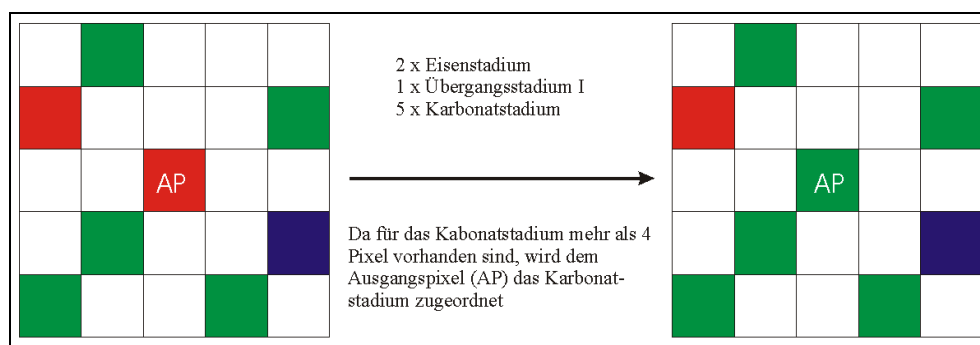 2 x Eisenstadium
1 x Übergangsstadium I
5 x Karbonatstadium
AP
AP
Da für das Kabonatstadium mehr als 4
Pixel vorhanden sind, wird dem
Ausgangspixel (AP) das Karbonat-
stadium zugeordnet